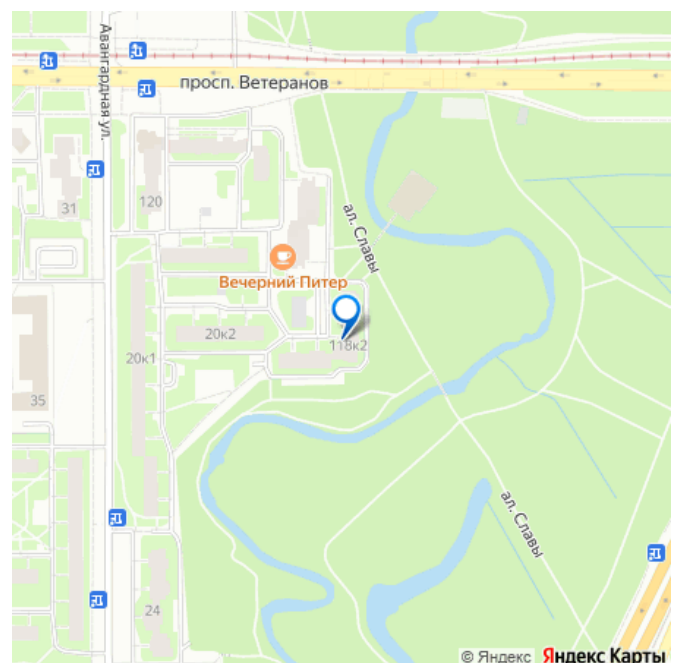 Авангардная ул.
просп. Ветеранов
31
120
ал. Славы
Вечерний Питер
20к2
118к2
20к1
35
ал. Славы
24
© Яндекс Яндекс Карты